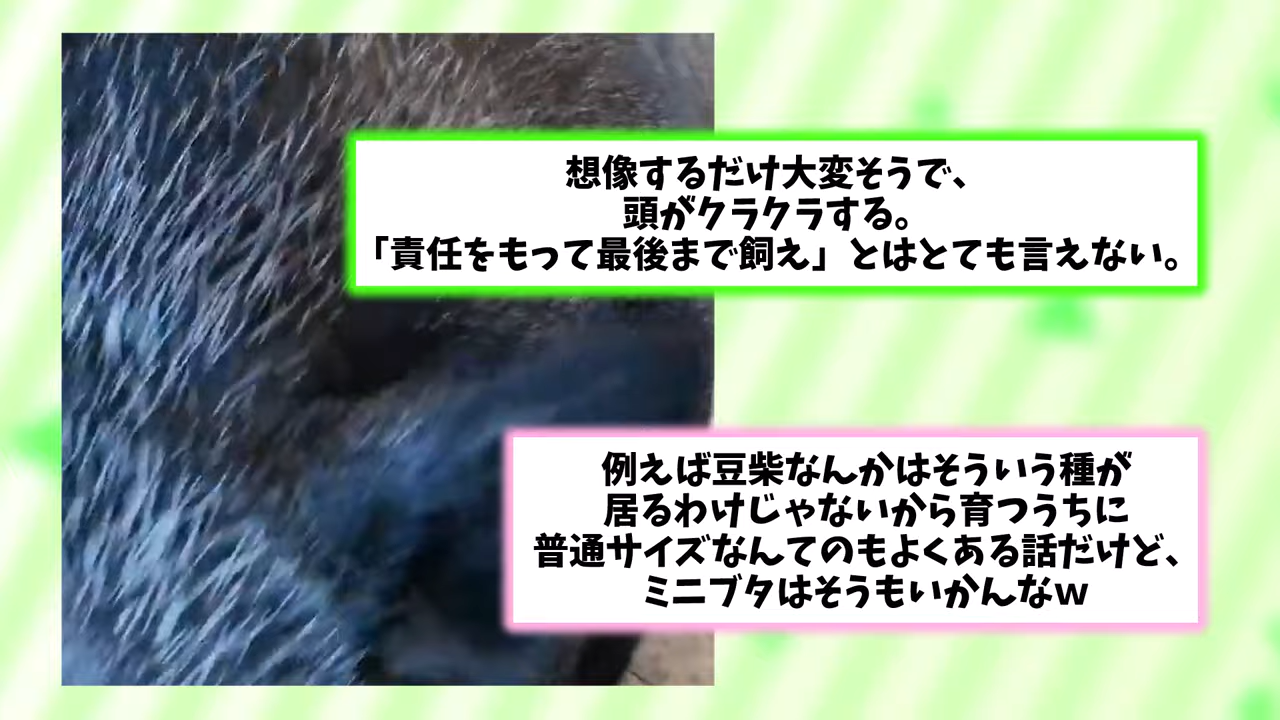 想像するだけ大変そうで、
頭がクラクラする。
「責任をもって最後まで飼え」とはとても言えない。
例えば豆柴なんかはそういう種が
居るわけじゃないから育つうちに
普通サイズなんてのもよくある話だけど、
ミニブタはそうもいかんなw